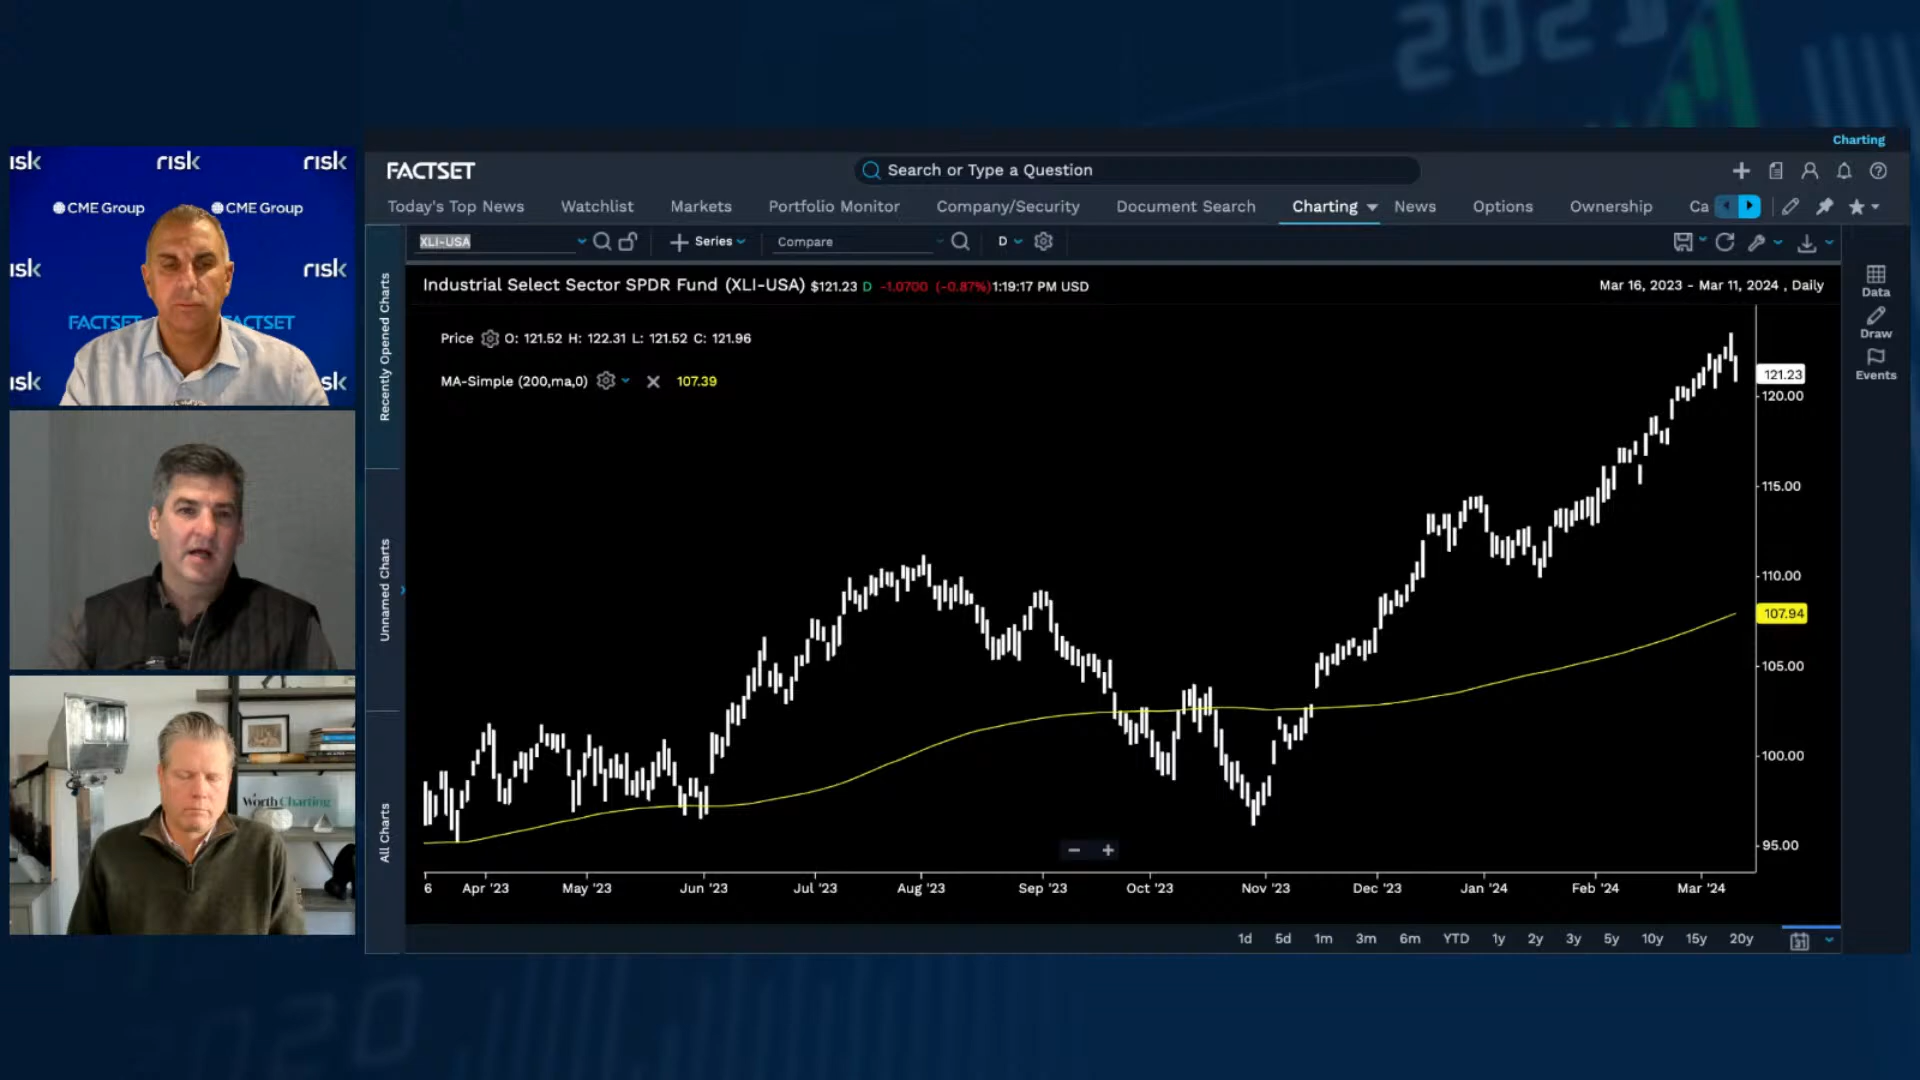 2021
isk risk risk
CME Group CME Group
isk risk
FACTSET FACTSET
isk sk
Worth Charting
Charting
FACTSET
Search or Type a Question
Today's Top News Watchlist Markets Portfolio Monitor Company/Security Document Search Charting News Options Ownership Ca
XLI-USA Series Compare D
Recently Opened Charts
Unnamed Charts
All Charts
Industrial Select Sector SPDR Fund (XLI-USA) $121.23 D -1.0700 (-0.87%) 1:19:17 PM USD
Mar 16, 2023 - Mar 11, 2024 , Daily
Price O: 121.52 H: 122.31 L: 121.52 C: 121.96
MA-Simple (200,ma,0) 107.39
121.23
120.00
115.00
110.00
107.94
105.00
100.00
95.00
6 Apr '23 May '23 Jun '23 Jul '23 Aug '23 Sep '23 Oct '23 Nov '23 Dec '23 Jan '24 Feb '24 Mar '24
1d 5d 1m 3m 6m YTD 1y 2y 3y 5y 10y 15y 20y
31
Data
Draw
Events
2020